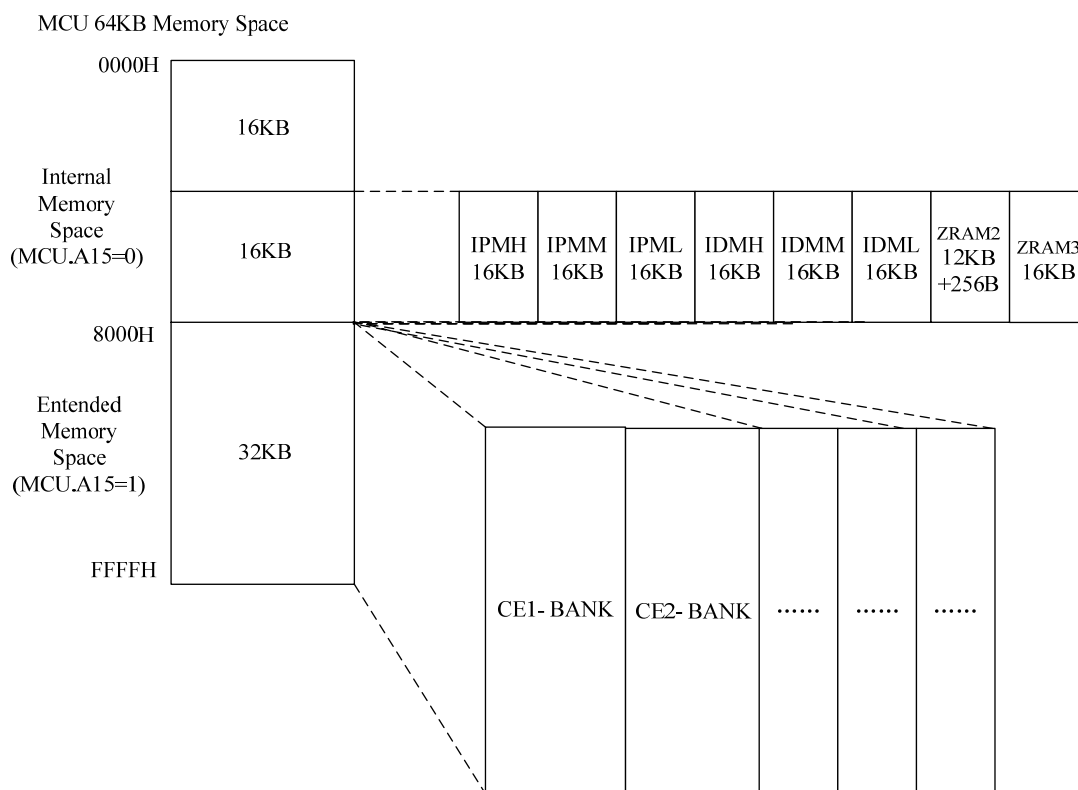 MCU 64KB Memory Space
0000H
16KB
Internal
Memory
Space
(MCU.A15=0)
16KB
IPMH
16KB
IPMM
16KB
IPML
16KB
IDMH
16KB
IDMM
16KB
IDML
16KB
ZRAM2
12KB
+256B
ZRAM3
16KB
8000H
Entended
Memory
Space
(MCU.A15=1)
32KB
FFFFH
CE1- BANK
CE2- BANK
......
......
......